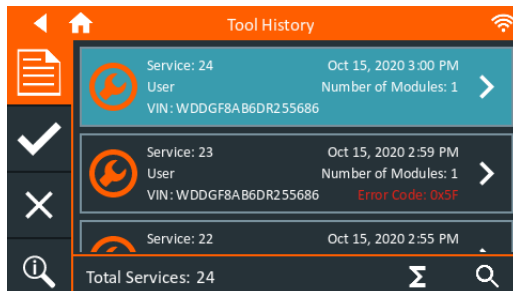 Tool History
Service: 24 Oct 15, 2020 3:00 PM
User Number of Modules: 1
VIN: WDDGF8AB6DR255686
Service: 23 Oct 15, 2020 2:59 PM
User Number of Modules: 1
VIN: WDDGF8AB6DR255686 Error Code: 0x5F
Service: 22 Oct 15, 2020 2:55 PM
Total Services: 24 Σ